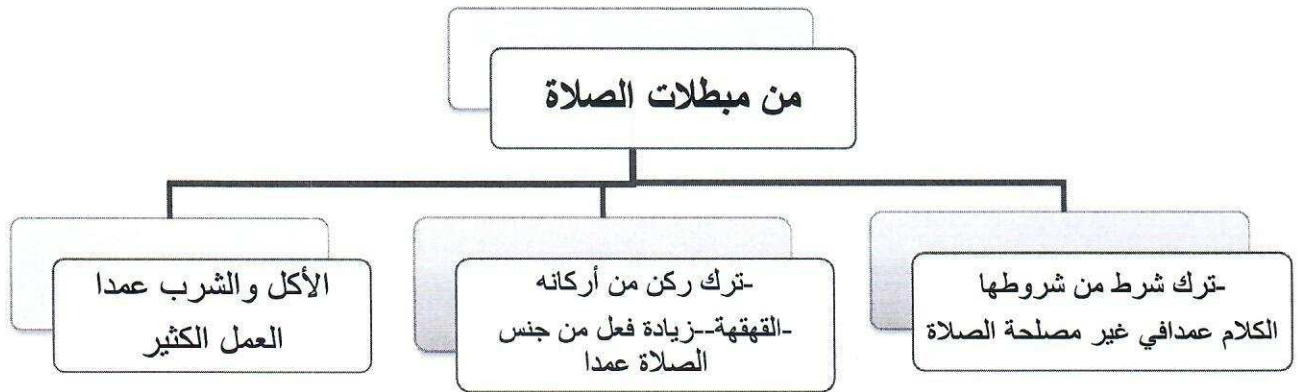 من مبطلات الصلاة
-ترك شرط من شروطها
الكلام عمدافي غير مصلحة الصلاة
-ترك ركن من أركانه
-القهقهة--زيادة فعل من جنس
الصلاة عمدا
الأكل والشرب عمدا
العمل الكثير